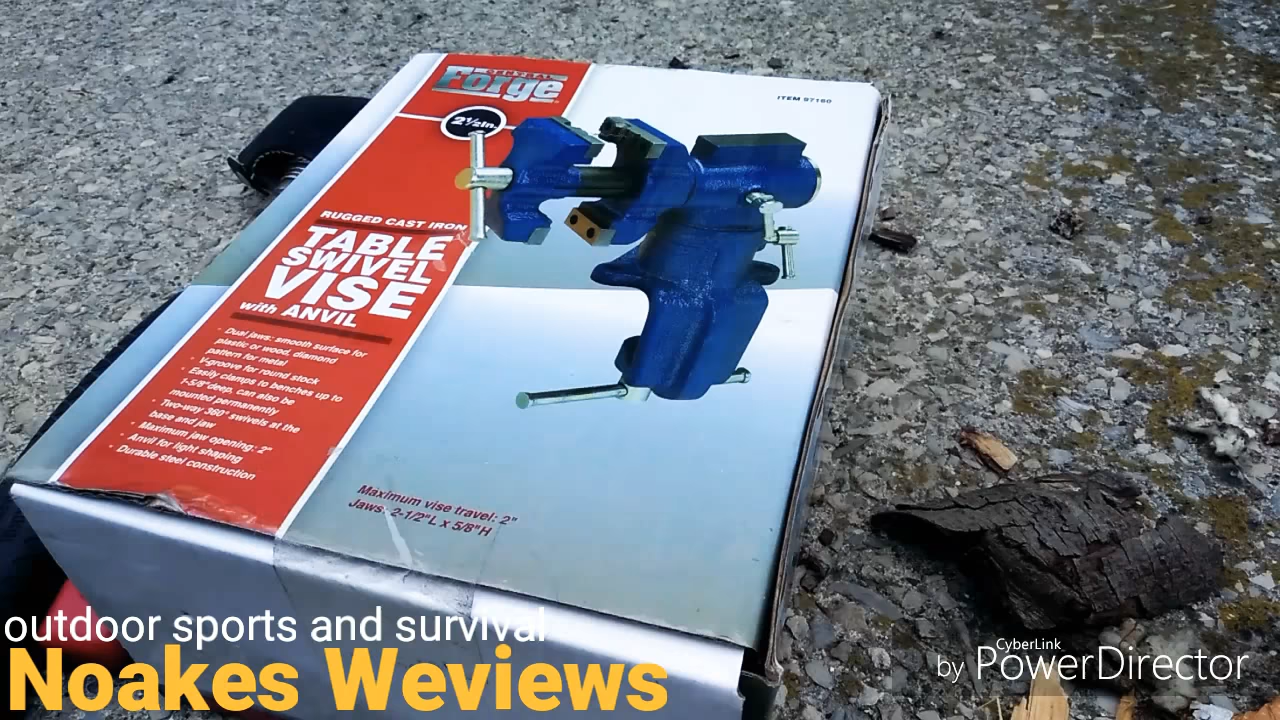 CENTRAL
Forge
ITEM 97160
2½in.
RUGGED CAST IRON
TABLE
SWIVEL
VISE
with ANVIL
• Dual jaws: smooth surface for
plastic or wood, diamond
pattern for metal
• V-groove for round stock
• Easily clamps to benches up to
1-5/8" deep, can also be
mounted permanently
• Two-way 360° swivels at the
base and jaw
• Maximum jaw opening: 2"
• Anvil for light shaping
• Durable steel construction
Maximum vise travel: 2"
Jaws: 2-1/2"L x 5/8"H
outdoor sports and survival
Noakes Weviews
CyberLink
by PowerDirector